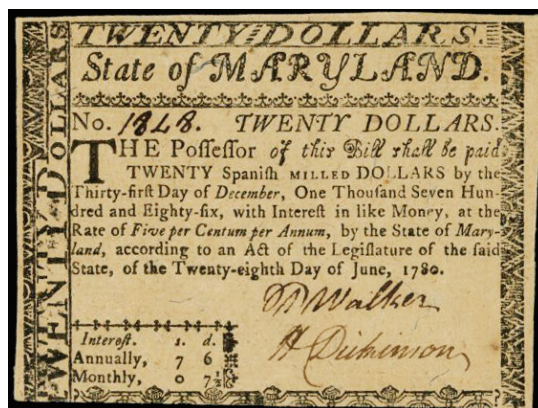 TWENTY DOLLARS.
State of MARYLAND.
No. 1848. TWENTY DOLLARS.
THE Poſſeſſor of this Bill ſhall be paid
TWENTY Spaniſh MILLED DOLLARS by the
Thirty-firſt Day of December, One Thouſand Seven Hun-
dred and Eighty-ſix, with Intereſt in like Money, at the
Rate of Five per Centum per Annum, by the State of Mary-
land, according to an Act of the Legiſlature of the ſaid
State, of the Twenty-eighth Day of June, 1780.
Walker
H Dickinson
Intereſt. s. d.
Annually, 7 6
Monthly, 0 7½
TWENTY DOLLARS